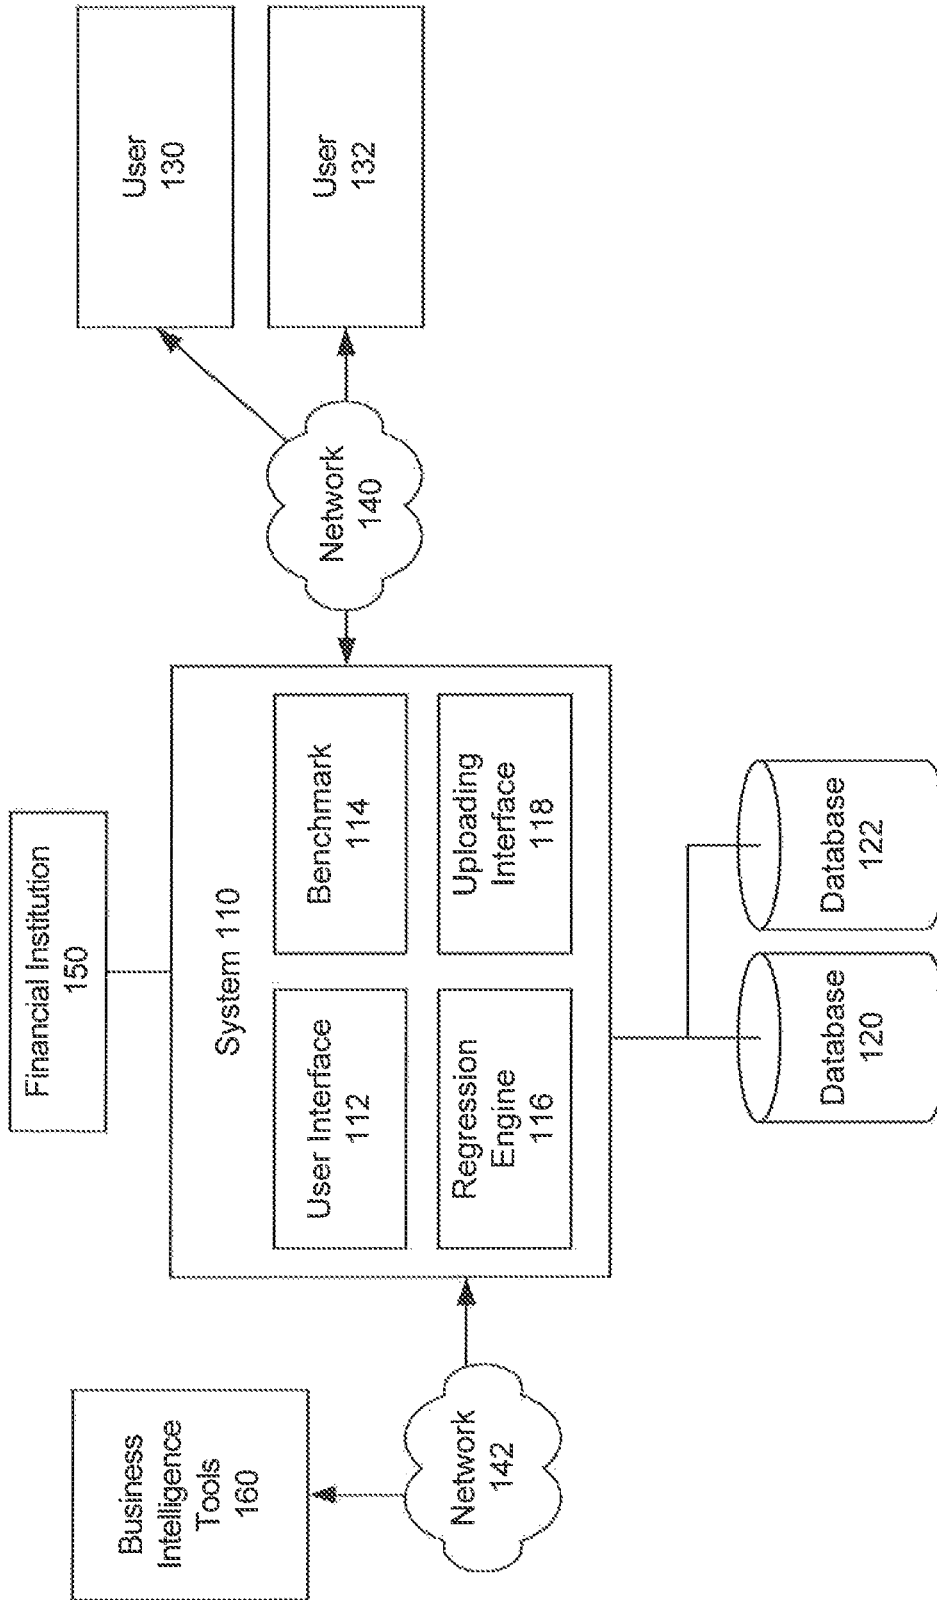 Financial Institution
150
Business
Intelligence
Tools
160
System 110
User Interface
112
Benchmark
114
Regression
Engine
116
Uploading
Interface
118
Network
142
Network
140
User
130
User
132
Database
120
Database
122